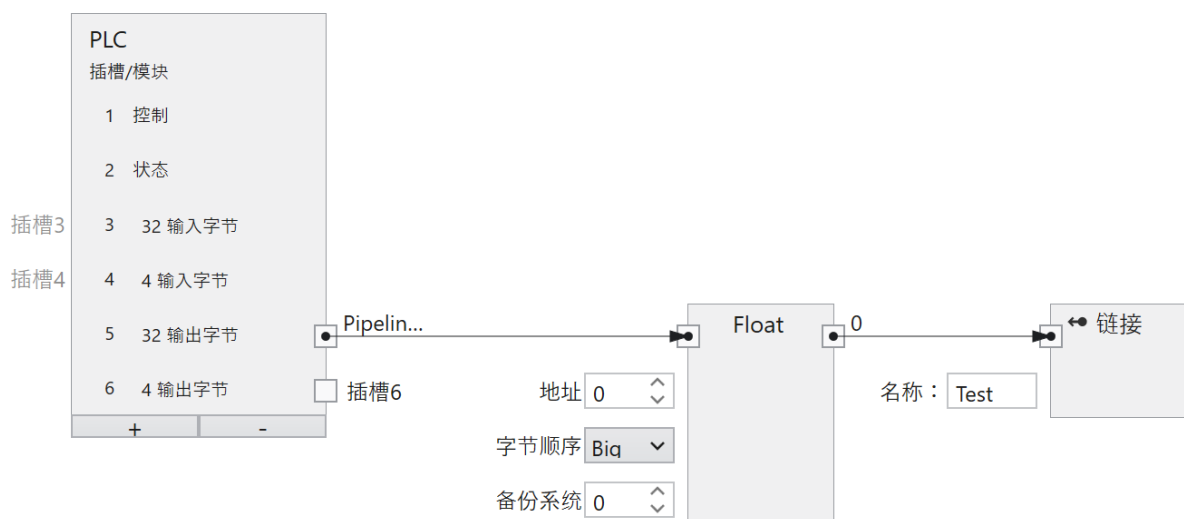 PLC
插槽/模块
1 控制
2 状态
插槽3 3 32 输入字节
插槽4 4 4 输入字节
5 32 输出字节 Pipelin...
6 4 输出字节 插槽6
+ -
Float 0
地址 0
字节顺序 Big
备份系统 0
链接
名称： Test